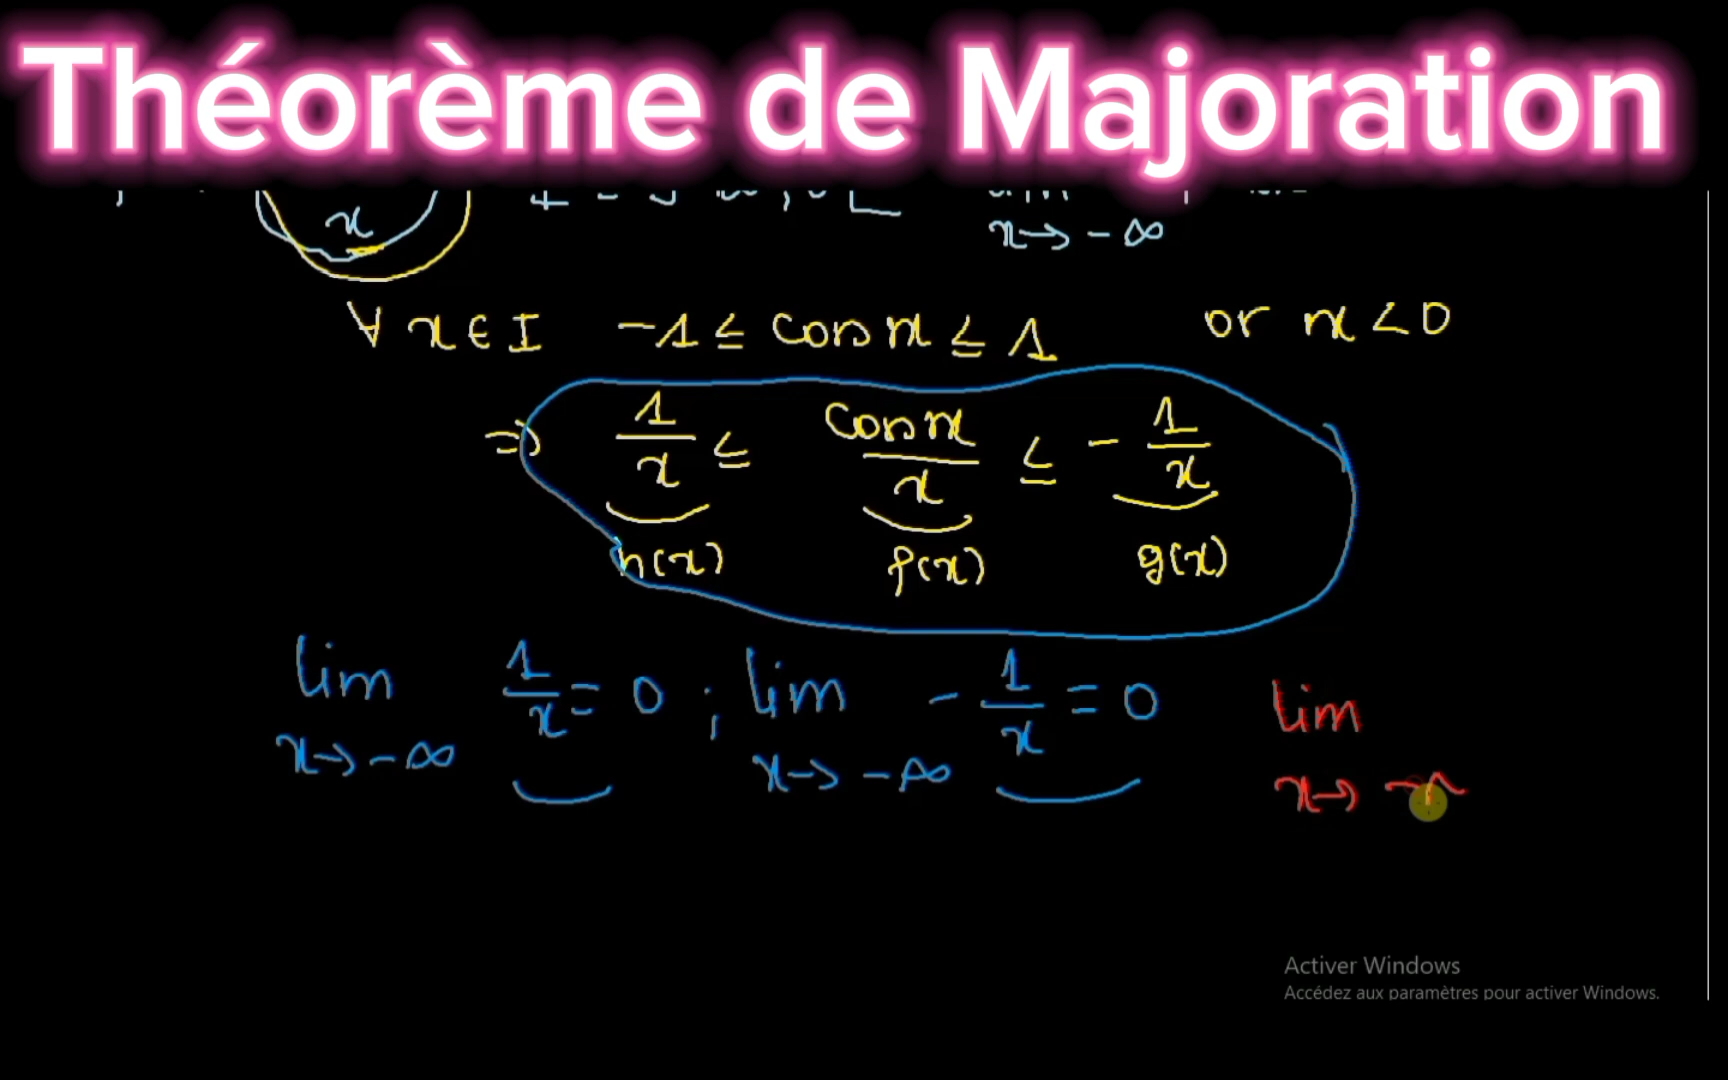 Théorème de Majoration
x
x → - ∞
∀ x ∈ I -1 ≤ cos x ≤ 1 or x < 0
⇒ 1/x ≤ cos x/x ≤ - 1/x
h(x) f(x) g(x)
lim 1/x = 0 ; lim - 1/x = 0 lim
x → - ∞ x → - ∞ x → -
Activer Windows
Accédez aux paramètres pour activer Windows.